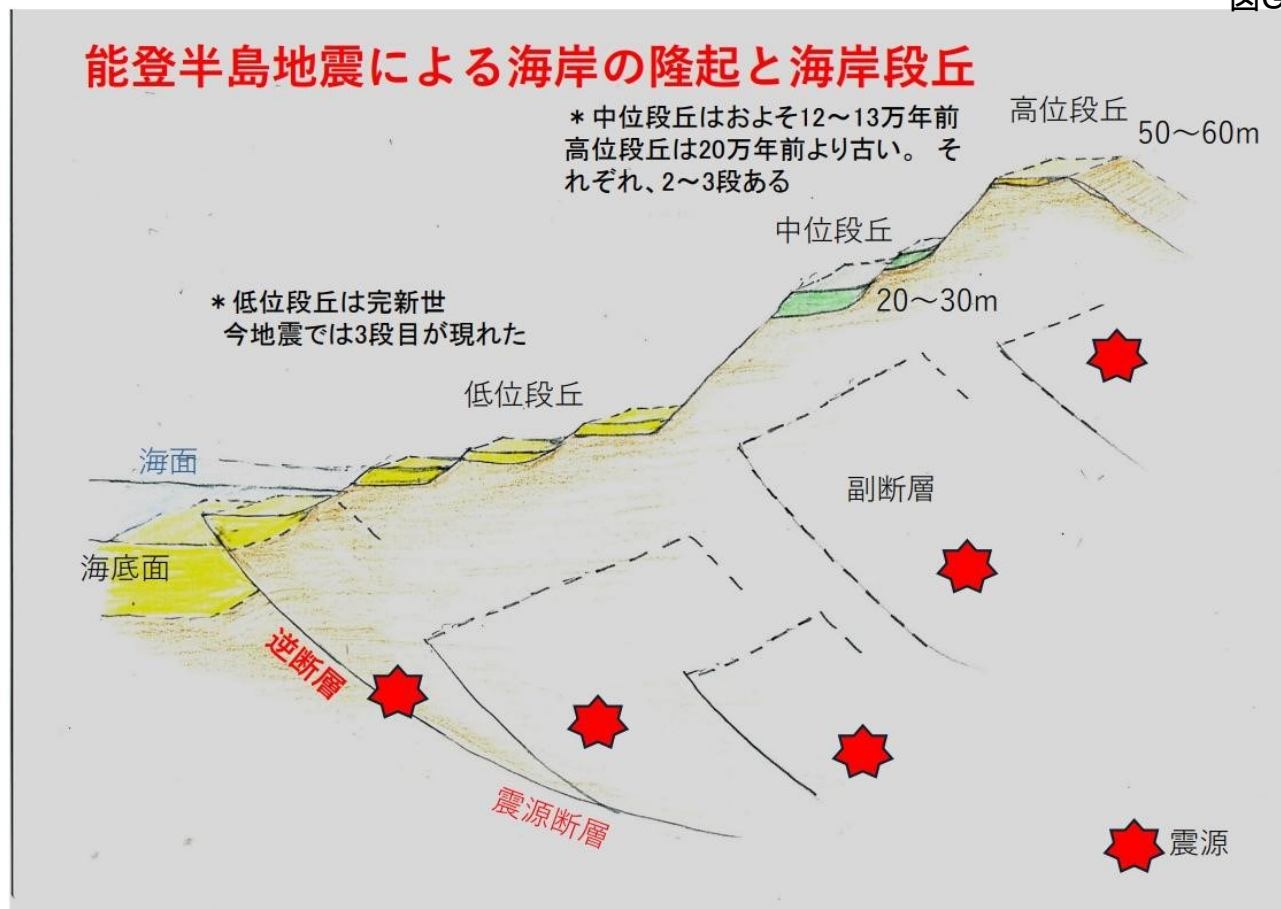 図G
能登半島地震による海岸の隆起と海岸段丘
高位段丘
50～60m
*中位段丘はおよそ12～13万年前
高位段丘は20万年前より古い。 そ
れぞれ、2～3段ある
中位段丘
20～30m
*低位段丘は完新世
今地震では3段目が現れた
低位段丘
海面
副断層
海底面
逆断層
震源断層
震源